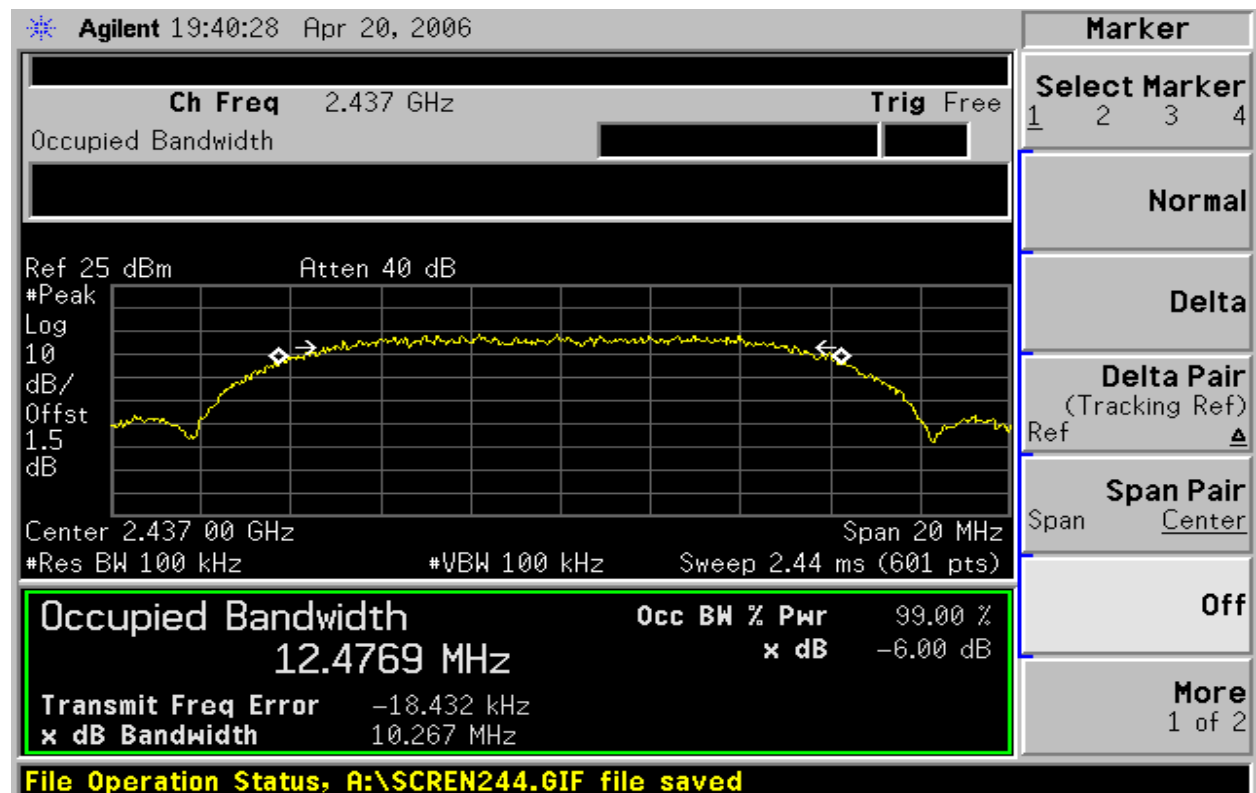 Agilent 19:40:28 Apr 20, 2006
Ch Freq 2.437 GHz Trig Free
Occupied Bandwidth
Ref 25 dBm Atten 40 dB
#Peak
Log
10
dB/
Offst
1.5
dB
Center 2.437 00 GHz Span 20 MHz
#Res BW 100 kHz #VBW 100 kHz Sweep 2.44 ms (601 pts)
Occupied Bandwidth
12.4769 MHz
Occ BW % Pwr 99.00 %
x dB -6.00 dB
Transmit Freq Error -18.432 kHz
x dB Bandwidth 10.267 MHz
File Operation Status, A:\SCREN244.GIF file saved
Marker
Select Marker
1 2 3 4
Normal
Delta
Delta Pair
(Tracking Ref)
Ref Δ
Span Pair
Span Center
Off
More
1 of 2